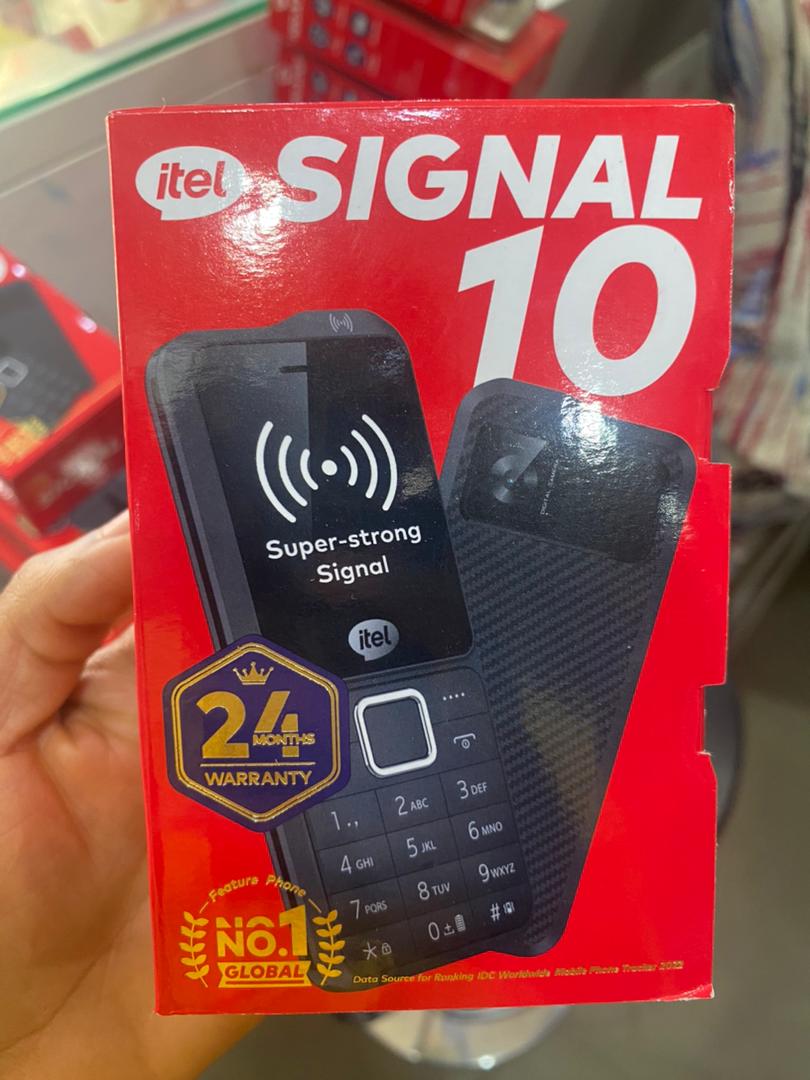 itel SIGNAL
10
Super-strong
Signal
itel
24
MONTHS
WARRANTY
1 .,
2 ABC
3 DEF
4 GHI
5 JKL
6 MNO
7 PQRS
8 TUV
9 WXYZ
*
0 ±
#
Feature Phone
NO.1
GLOBAL
Data Source for Ranking IDC Worldwide Mobile Phone Tracker 2022